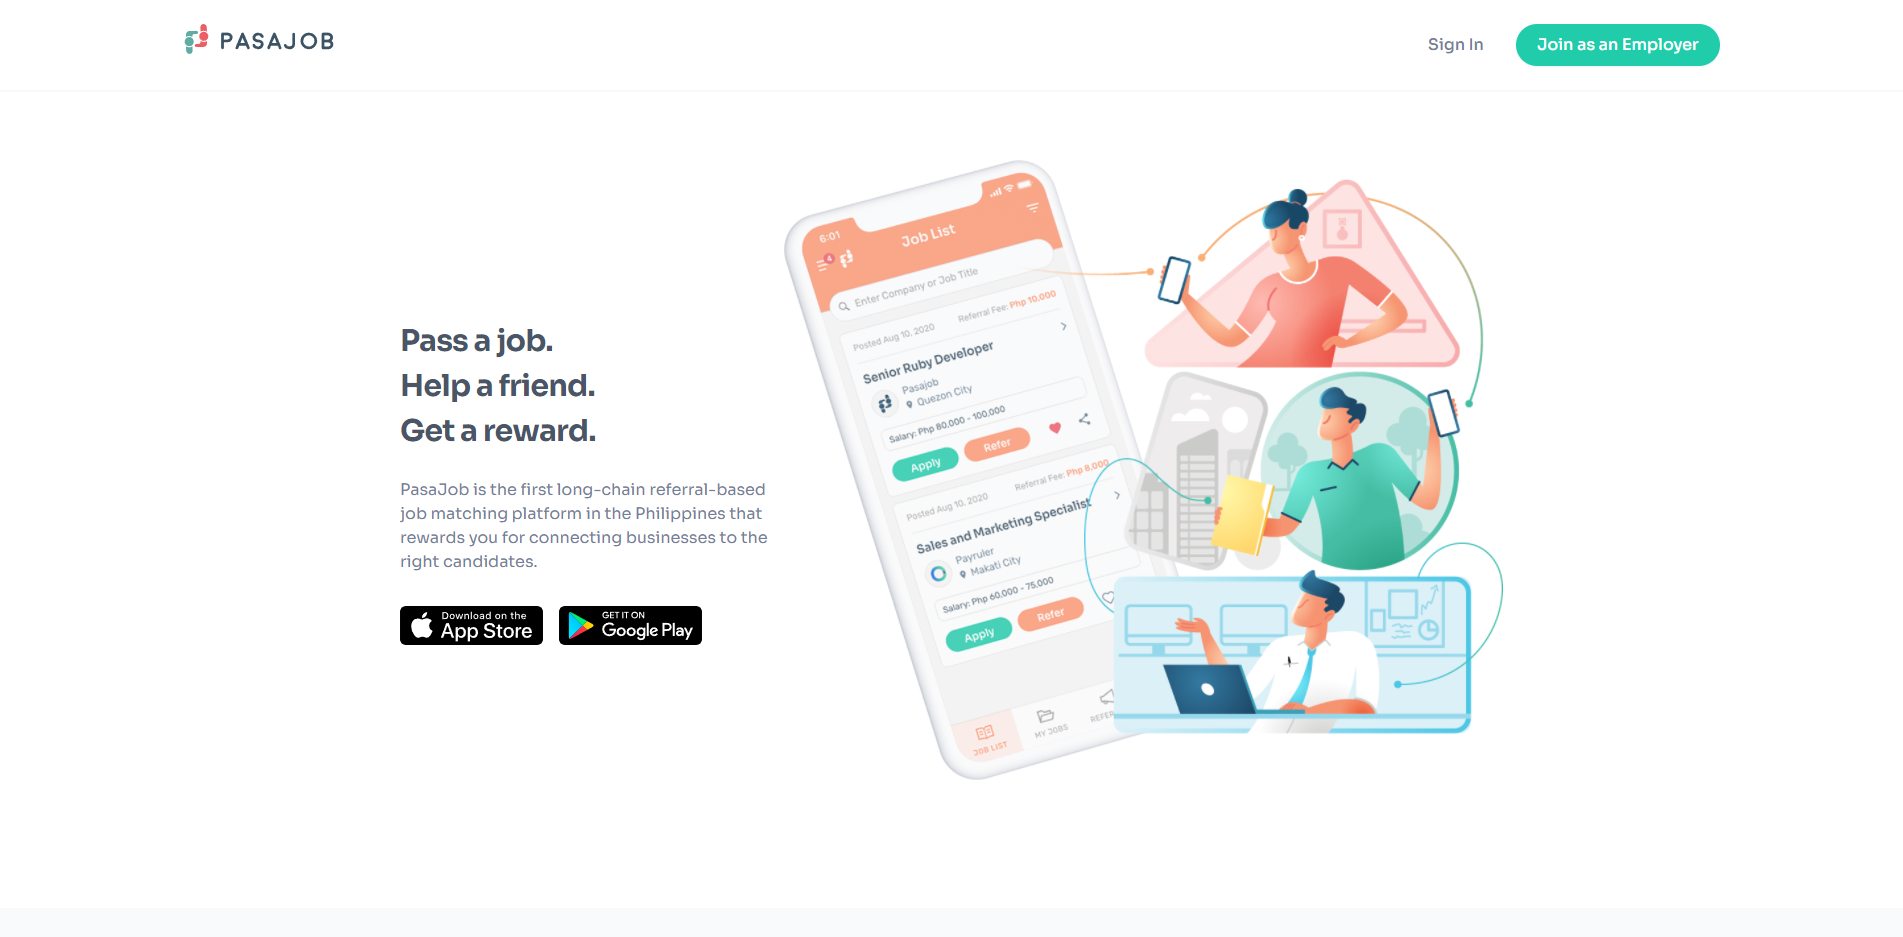 PASAJOB
Sign In
Join as an Employer
Pass a job.
Help a friend.
Get a reward.
PasaJob is the first long-chain referral-based
job matching platform in the Philippines that
rewards you for connecting businesses to the
right candidates.
Download on the
App Store
GET IT ON
Google Play
6:01
4
Job List
Enter Company or Job Title
Posted Aug 10, 2020
Referral Fee: Php 10,000
Senior Ruby Developer
Pasajob
Quezon City
Salary: Php 80,000 - 100,000
Apply
Refer
Posted Aug 10, 2020
Referral Fee: Php 8,000
Sales and Marketing Specialist
Payruler
Makati City
Salary: Php 60,000 - 75,000
Apply
Refer
JOB LIST
MY JOBS
REFER